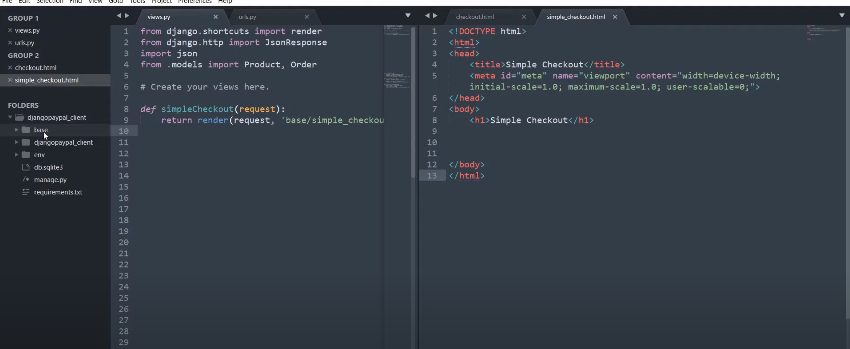 File Edit Selection Find View Goto Tools Project Preferences Help
GROUP 1
views.py
urls.py
GROUP 2
checkout.html
simple_checkout.html
FOLDERS
djangopaypal_client
base
djangopaypal_client
env
db.sqlite3
manage.py
requirements.txt
views.py
urls.py
1 from django.shortcuts import render
2 from django.http import JsonResponse
3 import json
4 from .models import Product, Order
5
6 # Create your views here.
7
8 def simpleCheckout(request):
9 return render(request, 'base/simple_checkou
10
11
12
13
14
15
16
17
18
19
20
21
22
23
24
25
26
27
28
29
checkout.html
simple_checkout.html
1 <!DOCTYPE html>
2 <html>
3 <head>
4 <title>Simple Checkout</title>
5 <meta id="meta" name="viewport" content="width=device-width;
initial-scale=1.0; maximum-scale=1.0; user-scalable=0;">
6 </head>
7 <body>
8 <h1>Simple Checkout</h1>
9
10
11
12 </body>
13 </html>